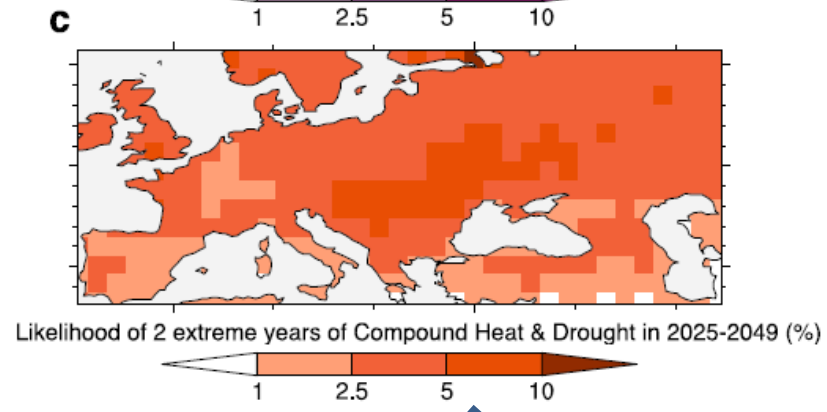 1 2.5 5 10
c
Likelihood of 2 extreme years of Compound Heat & Drought in 2025-2049 (%)
1 2.5 5 10